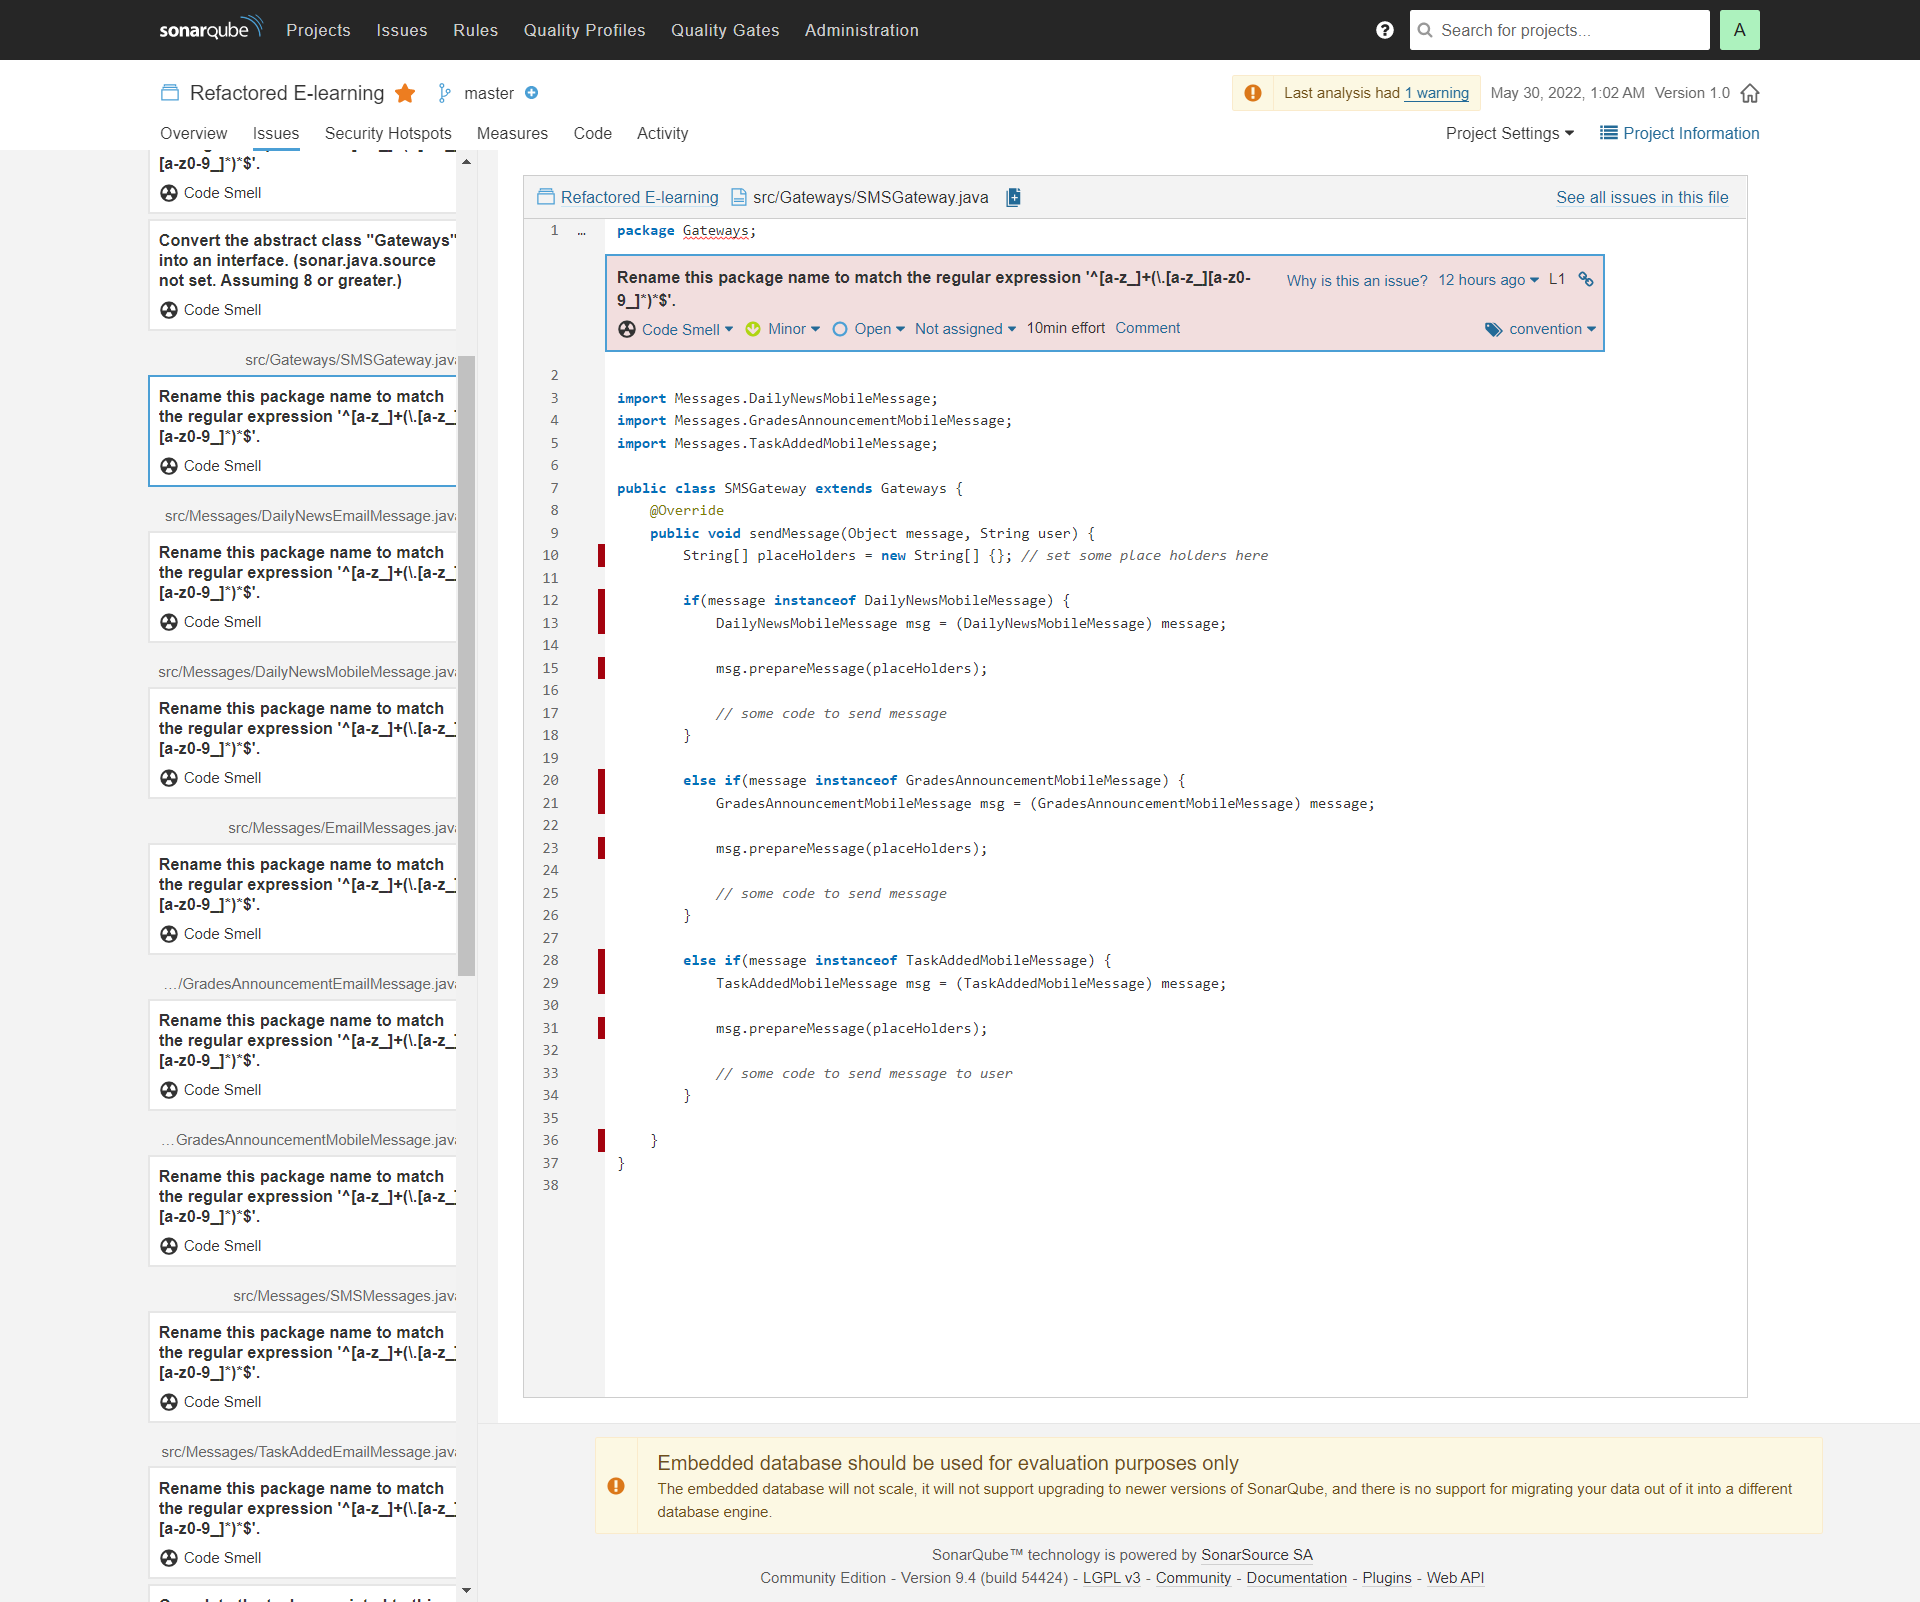 sonarqube Projects Issues Rules Quality Profiles Quality Gates Administration ? Search for projects... A
Refactored E-learning master Last analysis had 1 warning May 30, 2022, 1:02 AM Version 1.0
Overview Issues Security Hotspots Measures Code Activity Project Settings Project Information
[a-z0-9_]*)*$'.
Code Smell
Convert the abstract class "Gateways"
into an interface. (sonar.java.source
not set. Assuming 8 or greater.)
Code Smell
src/Gateways/SMSGateway.java
Rename this package name to match
the regular expression '^[a-z_]+(\.[a-z_]
[a-z0-9_]*)*$'.
Code Smell
src/Messages/DailyNewsEmailMessage.java
Rename this package name to match
the regular expression '^[a-z_]+(\.[a-z_]
[a-z0-9_]*)*$'.
Code Smell
src/Messages/DailyNewsMobileMessage.java
Rename this package name to match
the regular expression '^[a-z_]+(\.[a-z_]
[a-z0-9_]*)*$'.
Code Smell
src/Messages/EmailMessages.java
Rename this package name to match
the regular expression '^[a-z_]+(\.[a-z_]
[a-z0-9_]*)*$'.
Code Smell
…/GradesAnnouncementEmailMessage.java
Rename this package name to match
the regular expression '^[a-z_]+(\.[a-z_]
[a-z0-9_]*)*$'.
Code Smell
…GradesAnnouncementMobileMessage.java
Rename this package name to match
the regular expression '^[a-z_]+(\.[a-z_]
[a-z0-9_]*)*$'.
Code Smell
src/Messages/SMSMessages.java
Rename this package name to match
the regular expression '^[a-z_]+(\.[a-z_]
[a-z0-9_]*)*$'.
Code Smell
src/Messages/TaskAddedEmailMessage.java
Rename this package name to match
the regular expression '^[a-z_]+(\.[a-z_]
[a-z0-9_]*)*$'.
Code Smell
Refactored E-learning src/Gateways/SMSGateway.java See all issues in this file
1 … package Gateways;
Rename this package name to match the regular expression '^[a-z_]+(\.[a-z_][a-z0-
9_]*)*$'. Why is this an issue? 12 hours ago L1
Code Smell Minor Open Not assigned 10min effort Comment convention
2
3 import Messages.DailyNewsMobileMessage;
4 import Messages.GradesAnnouncementMobileMessage;
5 import Messages.TaskAddedMobileMessage;
6
7 public class SMSGateway extends Gateways {
8 @Override
9 public void sendMessage(Object message, String user) {
10 String[] placeHolders = new String[] {}; // set some place holders here
11
12 if(message instanceof DailyNewsMobileMessage) {
13 DailyNewsMobileMessage msg = (DailyNewsMobileMessage) message;
14
15 msg.prepareMessage(placeHolders);
16
17 // some code to send message
18 }
19
20 else if(message instanceof GradesAnnouncementMobileMessage) {
21 GradesAnnouncementMobileMessage msg = (GradesAnnouncementMobileMessage) message;
22
23 msg.prepareMessage(placeHolders);
24
25 // some code to send message
26 }
27
28 else if(message instanceof TaskAddedMobileMessage) {
29 TaskAddedMobileMessage msg = (TaskAddedMobileMessage) message;
30
31 msg.prepareMessage(placeHolders);
32
33 // some code to send message to user
34 }
35
36 }
37 }
38
Embedded database should be used for evaluation purposes only
The embedded database will not scale, it will not support upgrading to newer versions of SonarQube, and there is no support for migrating your data out of it into a different
database engine.
SonarQube™ technology is powered by SonarSource SA
Community Edition - Version 9.4 (build 54424) - LGPL v3 - Community - Documentation - Plugins - Web API